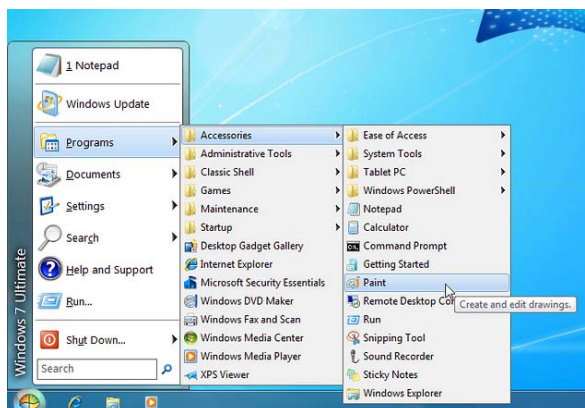 1 Notepad
Windows Update
Programs
Documents
Settings
Search
Help and Support
Run...
Shut Down...
Search
Windows 7 Ultimate
Accessories
Administrative Tools
Classic Shell
Games
Maintenance
Startup
Desktop Gadget Gallery
Internet Explorer
Microsoft Security Essentials
Windows DVD Maker
Windows Fax and Scan
Windows Media Center
Windows Media Player
XPS Viewer
Ease of Access
System Tools
Tablet PC
Windows PowerShell
Notepad
Calculator
Command Prompt
Getting Started
Paint
Remote Desktop Co
Create and edit drawings.
Run
Snipping Tool
Sound Recorder
Sticky Notes
Windows Explorer